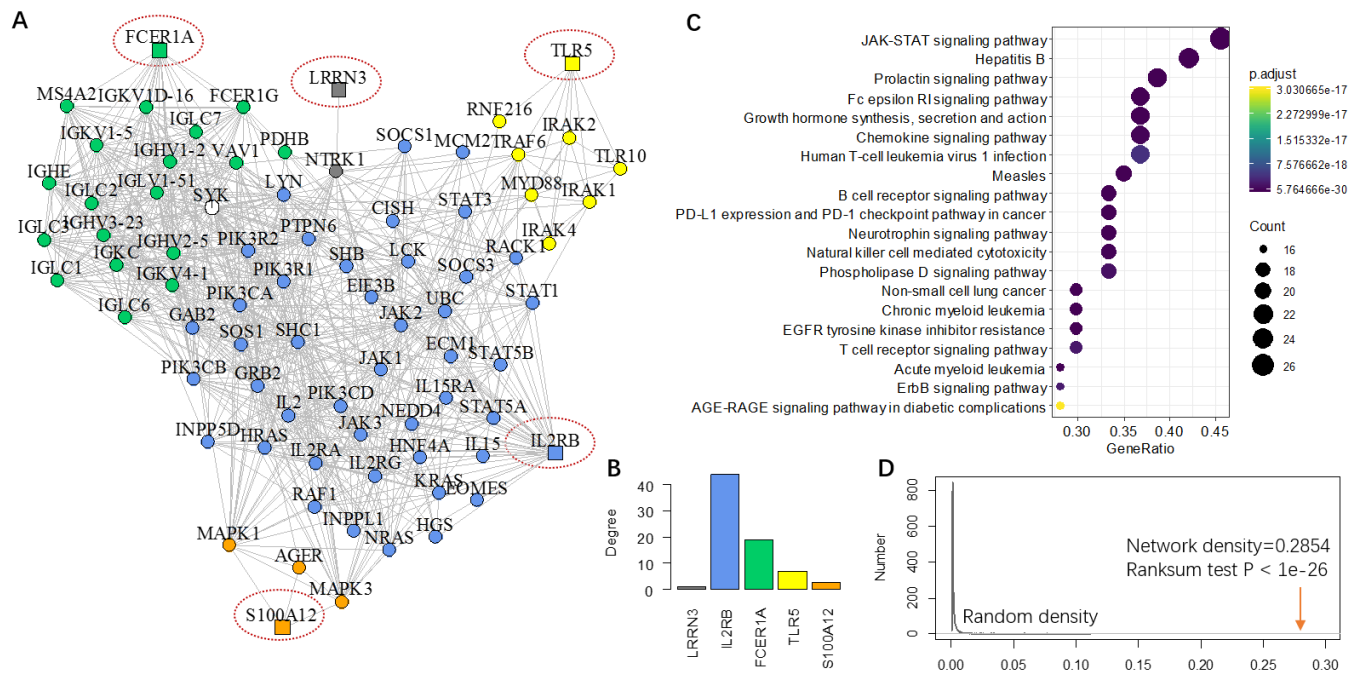 A
FCER1A
LRRN3
TLR5
MS4A2
IGKV1D-16
FCER1G
RNF216
IGLC7
IRAK2
IGKV1-5
PDHB
SOCS1
MCM2
IRAF6
IGHV1-2
VAV1
NTRK1
TLR10
IGHE
IGLV1-51
LYN
MYD88
IRAK1
IGLC2
SYK
STAT3
CISH
IGLC3
IGHV3-23
PTPN6
IRAK4
IGHV2-5
PIK3R2
LCK
RACK1
IGKC
SHB
IGLC1
IGKV4-1
PIK3R1
SOCS3
EIF3B
STAT1
IGLC6
PIK3CA
UBC
GAB2
JAK2
SOS1
SHC1
ECM1
STAT5B
JAK1
PIK3CB
GRB2
IL15RA
PIK3CD
IL2
NEDD4
STAT5A
INPP5D
HRAS
JAK3
HNF4A
IL15
IL2RB
IL2RA
IL2RG
KRAS
EOMES
RAF1
INPPL1
NRAS
HGS
MAPK1
AGER
MAPK3
S100A12
B
Degree
40
30
20
10
0
LRRN3
IL2RB
FCER1A
TLR5
S100A12
C
JAK-STAT signaling pathway
Hepatitis B
Prolactin signaling pathway
Fc epsilon RI signaling pathway
Growth hormone synthesis, secretion and action
Chemokine signaling pathway
Human T-cell leukemia virus 1 infection
Measles
B cell receptor signaling pathway
PD-L1 expression and PD-1 checkpoint pathway in cancer
Neurotrophin signaling pathway
Natural killer cell mediated cytotoxicity
Phospholipase D signaling pathway
Non-small cell lung cancer
Chronic myeloid leukemia
EGFR tyrosine kinase inhibitor resistance
T cell receptor signaling pathway
Acute myeloid leukemia
ErbB signaling pathway
AGE-RAGE signaling pathway in diabetic complications
0.30 0.35 0.40 0.45
GeneRatio
p.adjust
3.030665e-17
2.272999e-17
1.515332e-17
7.576662e-18
5.764666e-30
Count
16
18
20
22
24
26
D
Number
800
600
400
200
0
Network density=0.2854
Ranksum test P < 1e-26
Random density
0.00 0.05 0.10 0.15 0.20 0.25 0.30